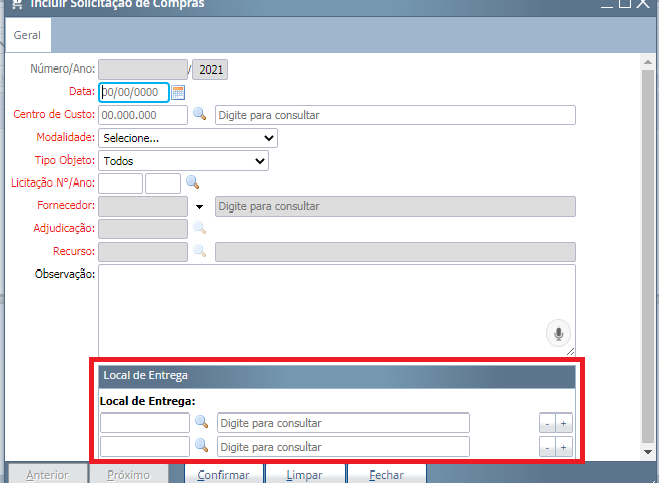 Incluir Solicitação de Compras
Geral
Número/Ano: / 2021
Data: 00/00/0000
Centro de Custo: 00.000.000 Digite para consultar
Modalidade: Selecione...
Tipo Objeto: Todos
Licitação Nº/Ano:
Fornecedor: Digite para consultar
Adjudicação:
Recurso:
Observação:
Local de Entrega
Local de Entrega:
Digite para consultar - +
Digite para consultar - +
Anterior Próximo Confirmar Limpar Fechar